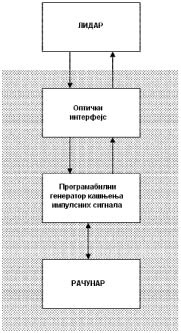 ЛИДАР
Оптички
интерфејс
Програмабилни
генератор кашњења
импулсних сигнала
РАЧУНАР